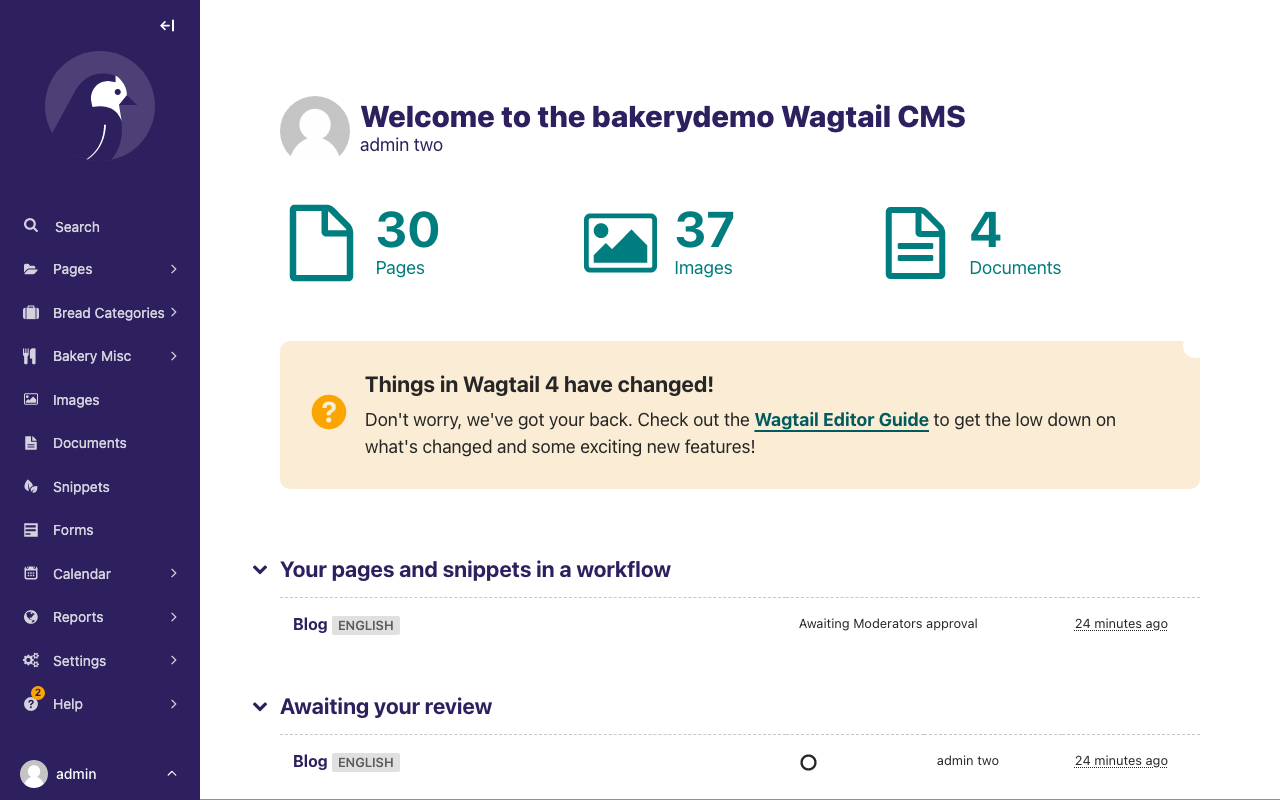 Welcome to the bakerydemo Wagtail CMS
admin two
30
Pages
37
Images
4
Documents
Search
Pages
Bread Categories
Bakery Misc
Images
Documents
Snippets
Forms
Calendar
Reports
Settings
2
Help
admin
Things in Wagtail 4 have changed!
Don't worry, we've got your back. Check out the Wagtail Editor Guide to get the low down on
what's changed and some exciting new features!
Your pages and snippets in a workflow
Blog ENGLISH Awaiting Moderators approval 24 minutes ago
Awaiting your review
Blog ENGLISH admin two 24 minutes ago